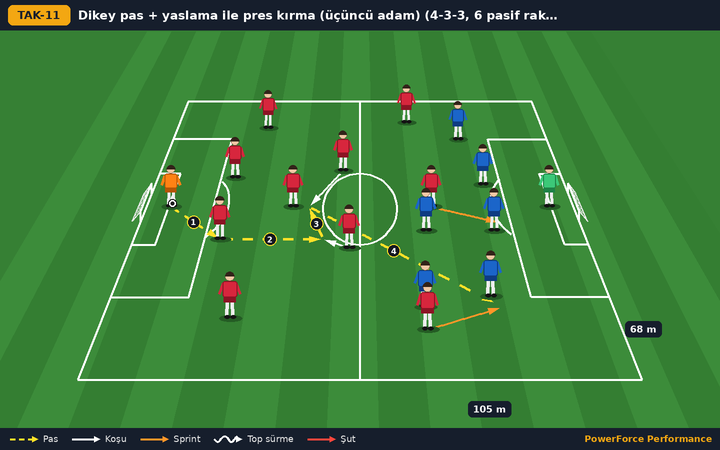 TAK-11 Dikey pas + yaslama ile pres kırma (üçüncü adam) (4-3-3, 6 pasif rak...
1
2
3
4
68 m
105 m
Pas Koşu Sprint Top sürme Şut PowerForce Performance